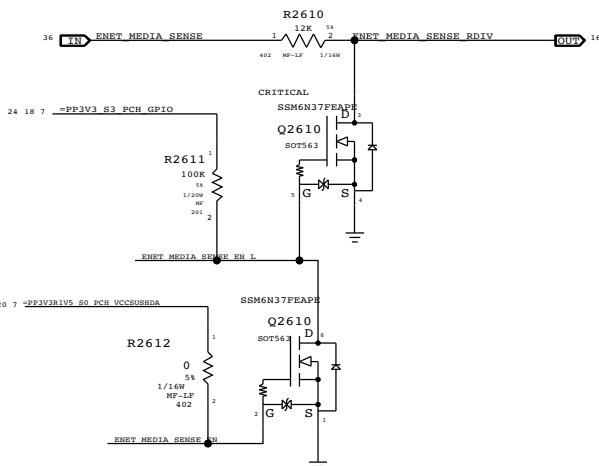 R2610
12K
5%
36 IN ENET_MEDIA_SENSE 1 2 ENET_MEDIA_SENSE_RDIV OUT 16
402 MF-LF 1/16W
CRITICAL
SSM6N37FEAPE
D 3
24 18 7 =PP3V3_S3_PCH_GPIO
Q2610
SOT563
1
R2611
100K
5%
1/20W
MF
201
2
5 G S 4
ENET_MEDIA_SENSE_EN_L
SSM6N37FEAPE
20 7 =PP3V3R1V5_S0_PCH_VCCSUSHDA
Q2610
D 6
SOT563
1
R2612
0
5%
1/16W
MF-LF
402
2
2 G S 1
ENET_MEDIA_SENSE_EN